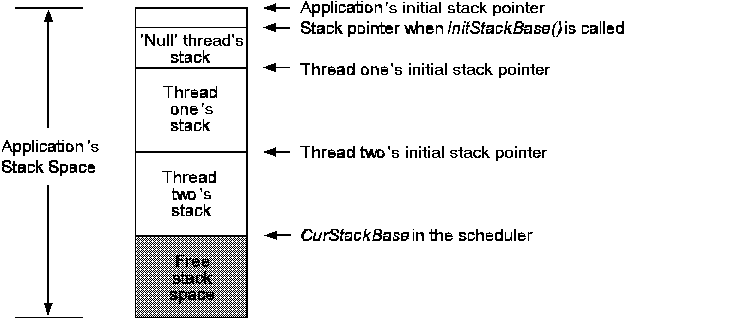 Application's initial stack pointer
Stack pointer when InitStackBase() is called
'Null' thread's
stack
Thread one's initial stack pointer
Thread
one's
stack
Application's
Stack Space
Thread two's initial stack pointer
Thread
two's
stack
CurStackBase in the scheduler
Free
stack
space